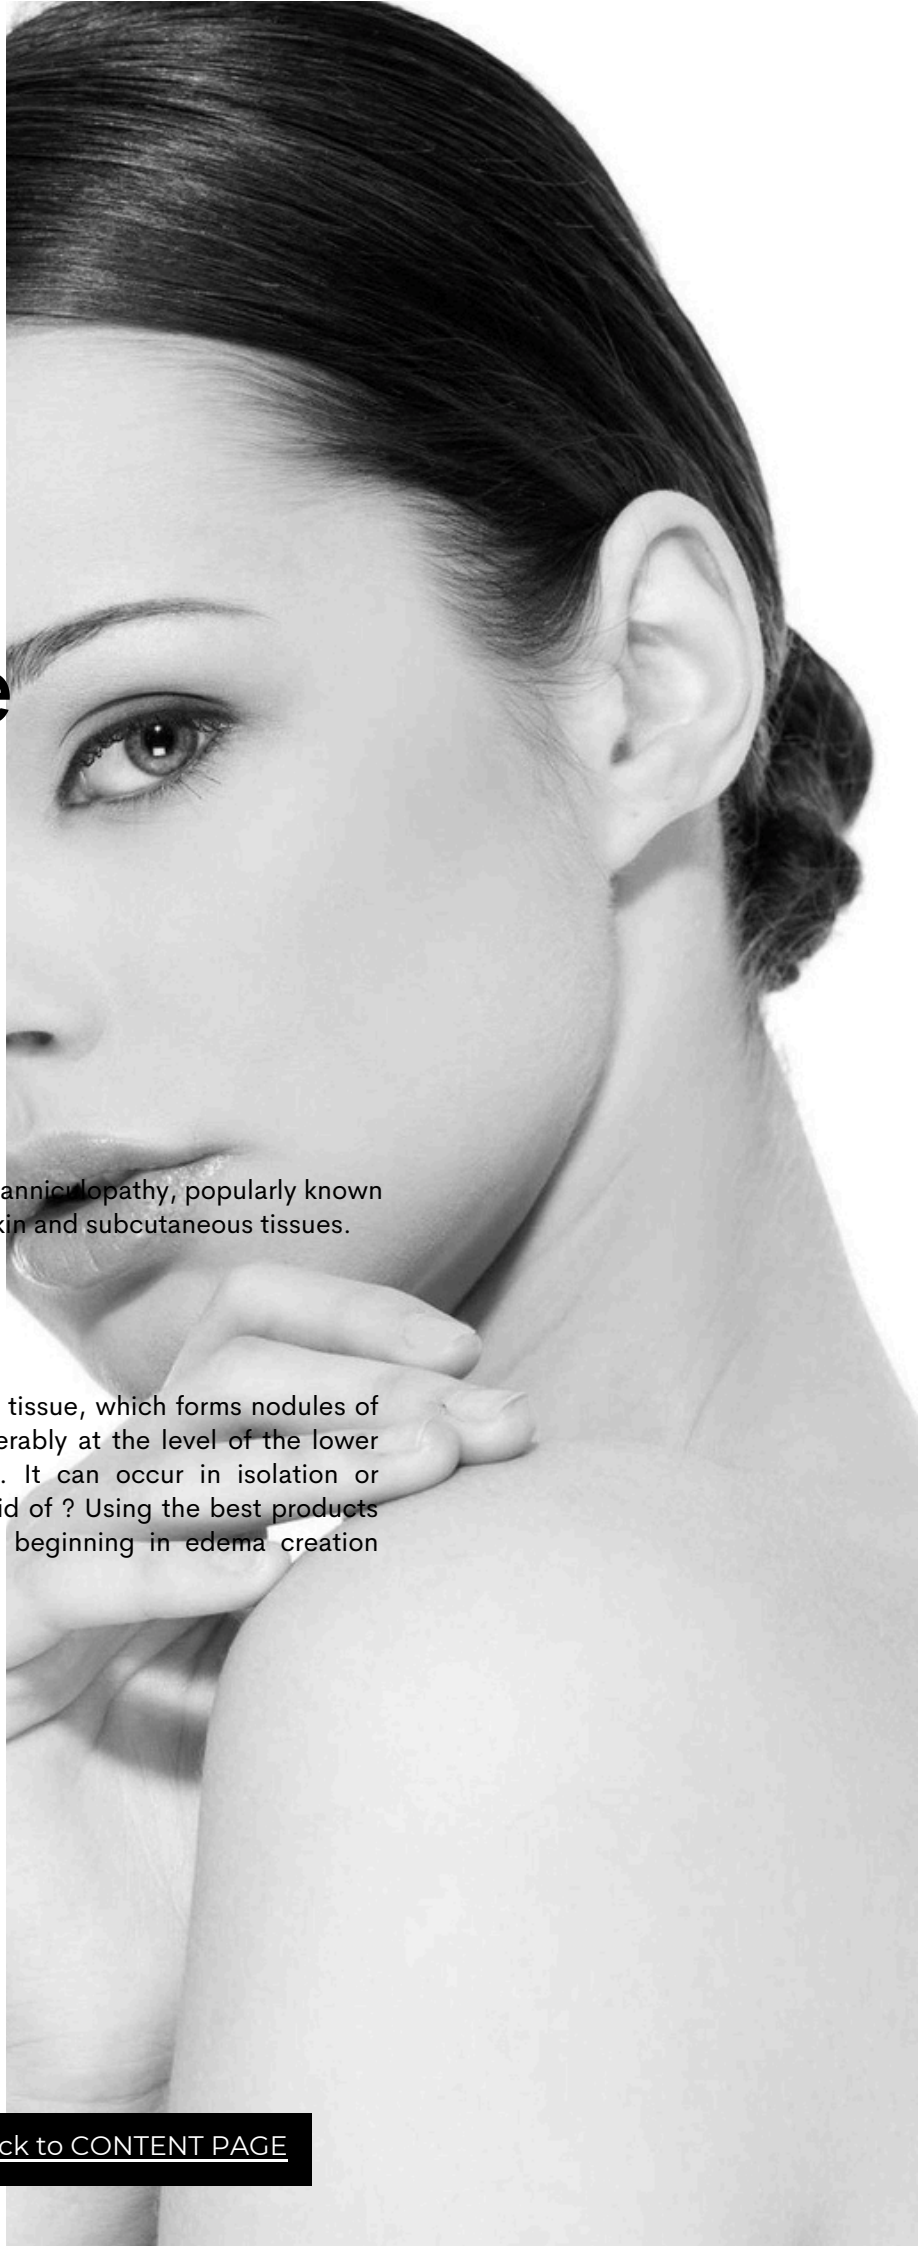 e
anniculopathy, popularly known
kin and subcutaneous tissues.
tissue, which forms nodules of
erably at the level of the lower
. It can occur in isolation or
id of ? Using the best products
beginning in edema creation
ck to CONTENT PAGE